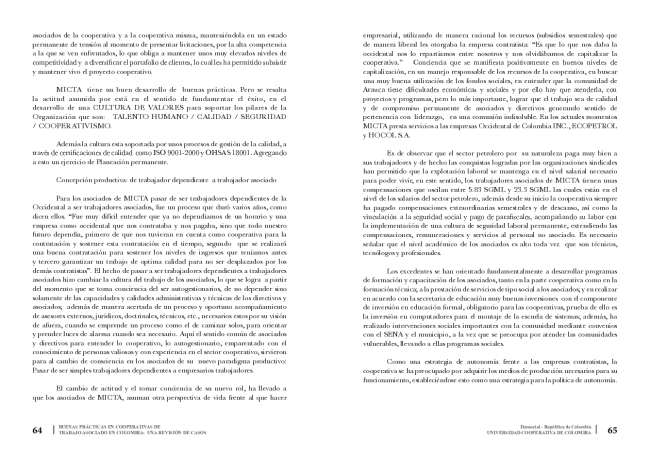 asociados de la cooperativa y a la cooperativa misma, manteniéndola en un estado
permanente de tensión al momento de presentar licitaciones, por la alta competencia
a la que se ven enfrentados, lo que obliga a mantener unos muy elevados niveles de
competitividad y a diversificar el portafolio de clientes, lo cual les ha permitido subsistir
y mantener vivo el proyecto cooperativo.
MICTA tiene un buen desarrollo de buenas prácticas. Pero se resalta
la actitud asumida por está en el sentido de fundamentar el éxito, en el
desarrollo de una CULTURA DE VALORES para soportar los pilares de la
Organización que son: TALENTO HUMANO / CALIDAD / SEGURIDAD
/ COOPERATIVISMO.
Además la cultura esta soportada por unos procesos de gestión de la calidad, a
través de certificaciones de calidad como ISO 9001-2000 y OHSAS 18001. Agregando
a esto un ejercicio de Planeación permanente.
Concepción productiva: de trabajador dependiente a trabajador asociado
Para los asociados de MICTA pasar de ser trabajadores dependientes de la
Occidental a ser trabajadores asociados, fue un proceso que duró varios años, como
dicen ellos. “Fue muy difícil entender que ya no dependíamos de un horario y una
empresa como occidental que nos contrataba y nos pagaba, sino que todo nuestro
futuro dependía, primero de que nos tuvieran en cuenta como cooperativa para la
contentación y sostener esta contratación en el tiempo, segundo que se realizará
una buena contratación para sostener los niveles de ingresos que teníamos antes
y tercero garantizar un trabajo de optima calidad para no ser desplazados por los
demás contratistas”. El hecho de pasar a ser trabajadores dependientes a trabajadores
asociados hizo cambiar la cultura del trabajo de los asociados, lo que se logra a partir
del momento que se toma conciencia del ser autogestionarios, de no depender sino
solamente de las capacidades y calidades administrativas y técnicas de los directivos y
asociados; además de manera acertada de un proceso y oportuno acompañamiento
de asesores externos, jurídicos, doctrinales, técnicos, etc., necesarios estos por su visión
de afuera, cuando se emprende un proceso como el de caminar solos, para orientar
y prender luces de alarma cuando sea necesario. Aquí el sentido común de asociados
y directivos para entender lo cooperativo, lo autogestionario, emparentado con el
conocimiento de personas valiosas y con experiencia en el sector cooperativo, sirvieron
para al cambio de conciencia en los asociados de su nuevo paradigma productivo:
Pasar de ser simples trabajadores dependientes a empresarios trabajadores.
El cambio de actitud y el tomar conciencia de su nuevo rol, ha llevado a
que los asociados de MICTA, asuman otra perspectiva de vida frente al que hacer
64
BUENAS PRÁCTICAS EN COOPERATIVAS DE
TRABAJO ASOCIADO EN COLOMBIA: UNA REVISIÓN DE CASOS
empresarial, utilizando de manera racional los recursos (subsidios semestrales) que
de manera liberal les otorgaba la empresa contratista: “Es que lo que nos daba la
occidental nos lo repartíamos entre nosotros y nos olvidábamos de capitalizar la
cooperativa.” Conciencia que se manifiesta positivamente en buenos niveles de
capitalización, en un manejo responsable de los recursos de la cooperativa, en buscar
una muy buena utilización de los fondos sociales, en entender que la comunidad de
Arauca tiene dificultades económicas y sociales y por ello hay que atenderla, con
proyectos y programas, pero lo más importante, lograr que el trabajo sea de calidad
y de compromiso permanente de asociados y directivos generando sentido de
pertenencia con liderazgo, en una comunión indisoluble. En los actuales momentos
MICTA presta servicios a las empresas Occidental de Colombia INC., ECOPETROL
y HOCOL S.A.
Es de observar que el sector petrolero por su naturaleza paga muy bien a
sus trabajadores y de hecho las conquistas logradas por las organizaciones sindicales
han permitido que la explotación laboral se mantenga en el nivel salarial necesario
para poder vivir, en este sentido, los trabajadores asociados de MICTA tienen unas
compensaciones que oscilan entre 5.83 SGML y 23.3 SGML las cuales están en el
nivel de los salarios del sector petrolero, además desde su inicio la cooperativa siempre
ha pagado compensaciones extraordinarias semestrales y de descanso, así como la
vinculación a la seguridad social y pago de parafiscales, acompañando su labor con
la implementación de una cultura de seguridad laboral permanente, extendiendo las
compensaciones, remuneraciones y servicios al personal no asociado. Es necesario
señalar que el nivel académico de los asociados es alto toda vez que son técnicos,
tecnólogos y profesionales.
Los excedentes se han orientado fundamentalmente a desarrollar programas
de formación y capacitación de los asociados, tanto en la parte cooperativa como en la
formación técnica; a la prestación de servicios de tipo social a los asociados; y en realizar
en acuerdo con la secretaria de educación muy buenas inversiones con el componente
de inversión en educación formal, obligatorio para las cooperativas, prueba de ello es
la inversión en computadores para el montaje de la escuela de sistemas; además, ha
realizado intervenciones sociales importantes con la comunidad mediante convenios
con el SENA y el municipio, a la vez que se preocupa por atender las comunidades
vulnerables, llevando a ellas programas sociales.
Como una estrategia de autonomía frente a las empresas contratistas, la
cooperativa se ha preocupado por adquirir los medios de producción necesarios para su
funcionamiento, estableciéndose esto como una estrategia para la política de autonomía.
Dansocial - República de Colombia
UNIVERSIDAD COOPERATIVA DE COLOMBIA
65